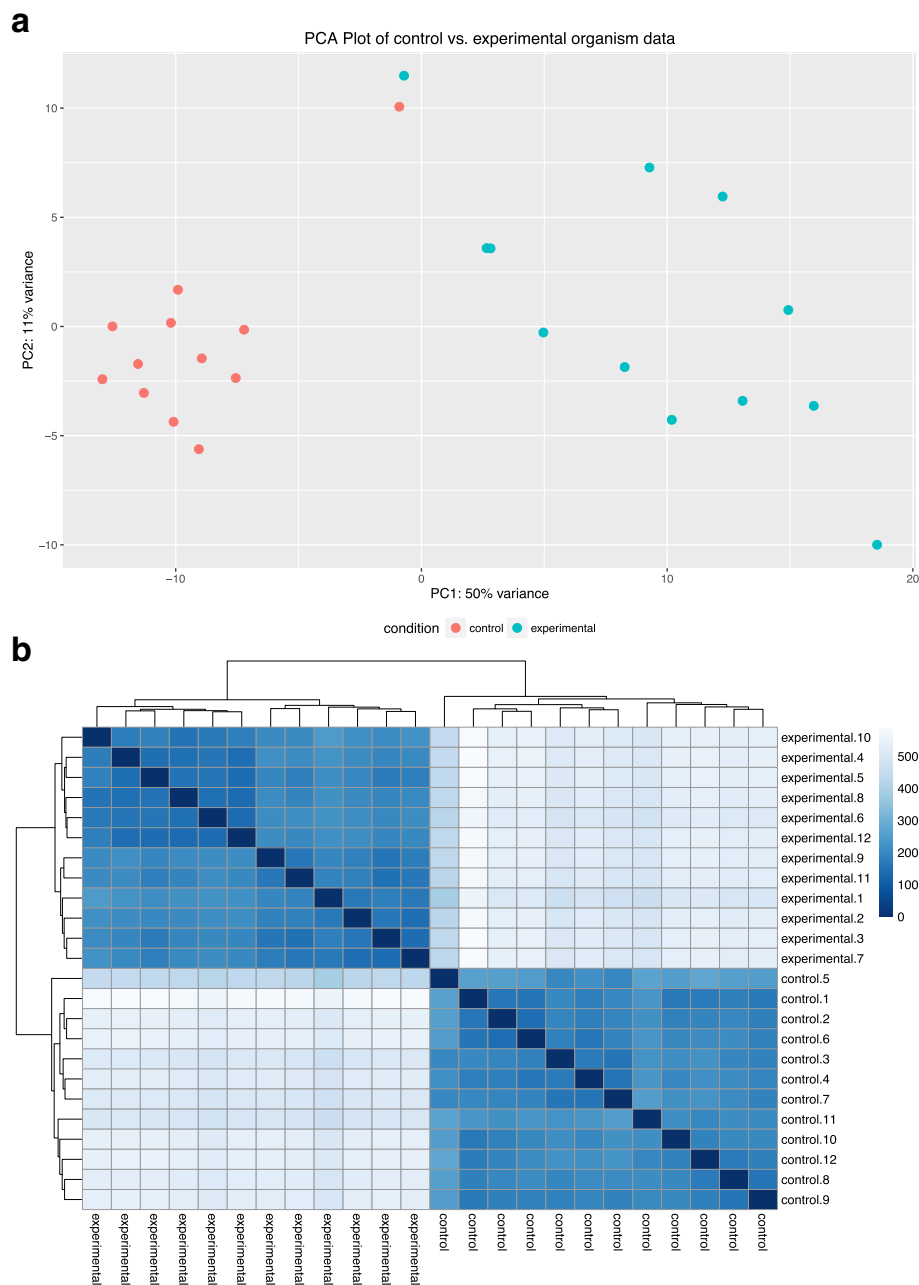 a
PCA Plot of control vs. experimental organism data
10
5
0
−5
−10
PC2: 11% variance
−10
0
10
20
PC1: 50% variance
condition
control
experimental
b
experimental.10
experimental.4
experimental.5
experimental.8
experimental.6
experimental.12
experimental.9
experimental.11
experimental.1
experimental.2
experimental.3
experimental.7
control.5
control.1
control.2
control.6
control.3
control.4
control.7
control.11
control.10
control.12
control.8
control.9
500
400
300
200
100
0
experimental
experimental
experimental
experimental
experimental
experimental
experimental
experimental
experimental
experimental
experimental
experimental
control
control
control
control
control
control
control
control
control
control
control
control